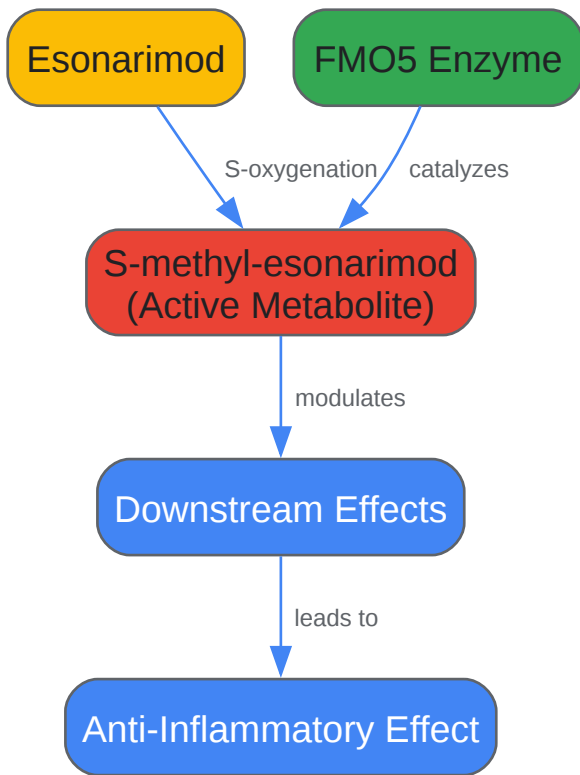 Esonarimod
FMO5 Enzyme
S-oxygenation
catalyzes
S-methyl-esonarimod
(Active Metabolite)
modulates
Downstream Effects
leads to
Anti-Inflammatory Effect